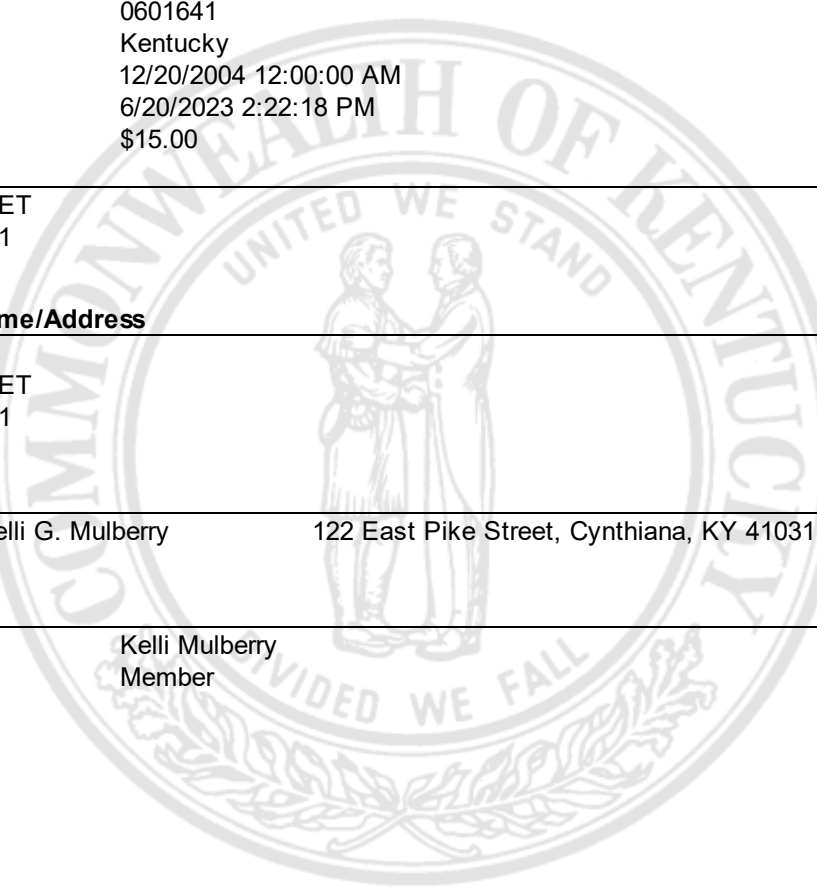 0601641
Kentucky
12/20/2004 12:00:00 AM
6/20/2023 2:22:18 PM
$15.00
ET
1
me/Address
ET
1
elli G. Mulberry 122 East Pike Street, Cynthiana, KY 41031
Kelli Mulberry
Member
COMMONWEALTH OF KENTUCKY
UNITED WE STAND
DIVIDED WE FALL